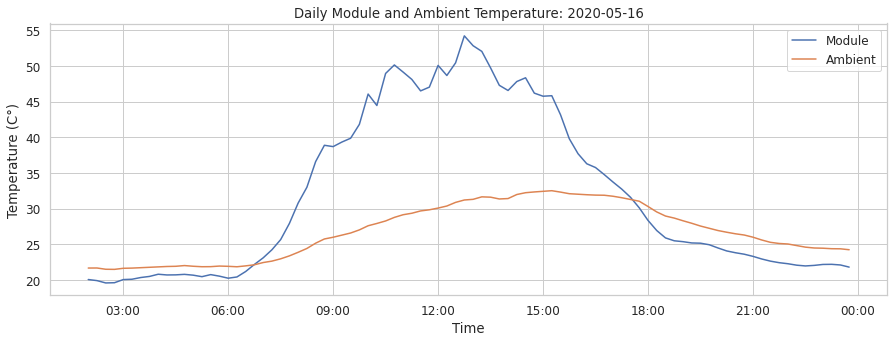 Daily Module and Ambient Temperature: 2020-05-16
Temperature (C°)
55
50
45
40
35
30
25
20
Module
Ambient
03:00 06:00 09:00 12:00 15:00 18:00 21:00 00:00
Time